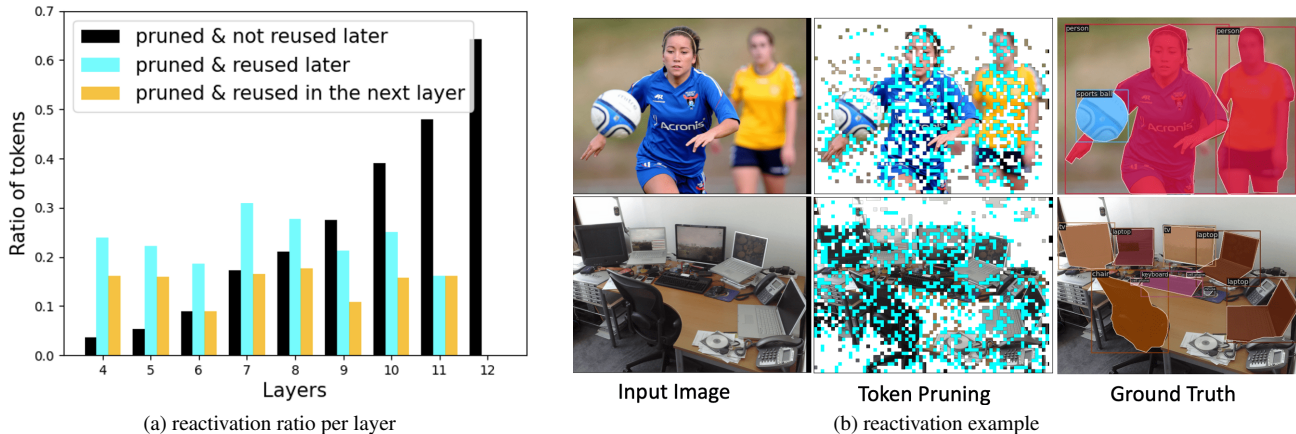 0.7
0.6
0.5
0.4
0.3
0.2
0.1
0.0
Ratio of tokens
pruned & not reused later
pruned & reused later
pruned & reused in the next layer
4 5 6 7 8 9 10 11 12
Layers
(a) reactivation ratio per layer
Acronis
person
person
sports ball
tv
laptop
tv
laptop
chair
keyboard
laptop
Input Image
Token Pruning
Ground Truth
(b) reactivation example